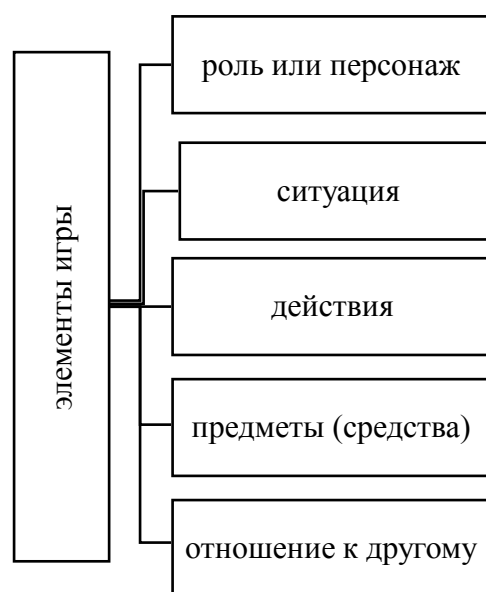 элементы игры
роль или персонаж
ситуация
действия
предметы (средства)
отношение к другому